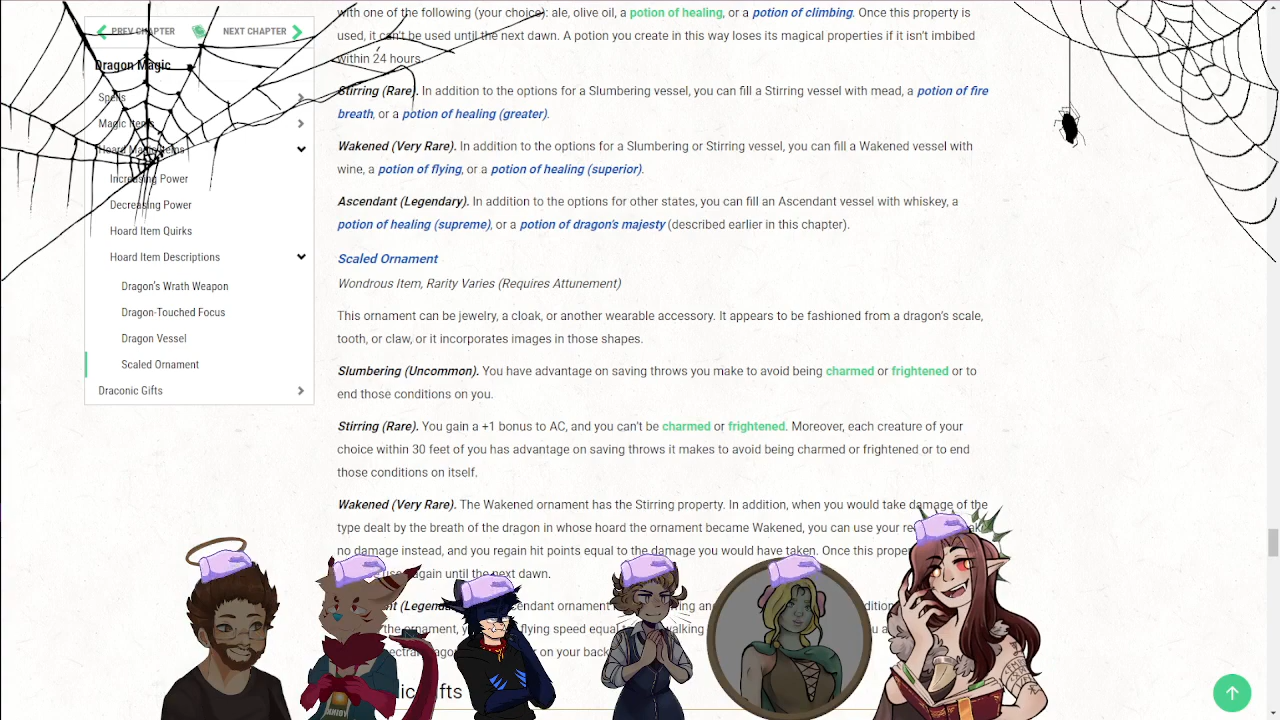 PREV CHAPTER
NEXT CHAPTER
Dragon Magic
Spells
Magic Items
Hoard Magic Items
Increasing Power
Decreasing Power
Hoard Item Quirks
Hoard Item Descriptions
Dragon's Wrath Weapon
Dragon-Touched Focus
Dragon Vessel
Scaled Ornament
Draconic Gifts
with one of the following (your choice): ale, olive oil, a potion of healing, or a potion of climbing. Once this property is
used, it can't be used until the next dawn. A potion you create in this way loses its magical properties if it isn't imbibed
within 24 hours.
Stirring (Rare). In addition to the options for a Slumbering vessel, you can fill a Stirring vessel with mead, a potion of fire
breath, or a potion of healing (greater).
Wakened (Very Rare). In addition to the options for a Slumbering or Stirring vessel, you can fill a Wakened vessel with
wine, a potion of flying, or a potion of healing (superior).
Ascendant (Legendary). In addition to the options for other states, you can fill an Ascendant vessel with whiskey, a
potion of healing (supreme), or a potion of dragon's majesty (described earlier in this chapter).
Scaled Ornament
Wondrous Item, Rarity Varies (Requires Attunement)
This ornament can be jewelry, a cloak, or another wearable accessory. It appears to be fashioned from a dragon's scale,
tooth, or claw, or it incorporates images in those shapes.
Slumbering (Uncommon). You have advantage on saving throws you make to avoid being charmed or frightened or to
end those conditions on you.
Stirring (Rare). You gain a +1 bonus to AC, and you can't be charmed or frightened. Moreover, each creature of your
choice within 30 feet of you has advantage on saving throws it makes to avoid being charmed or frightened or to end
those conditions on itself.
Wakened (Very Rare). The Wakened ornament has the Stirring property. In addition, when you would take damage of the
type dealt by the breath of the dragon in whose hoard the ornament became Wakened, you can use your
no damage instead, and you regain hit points equal to the damage you would have taken. Once this
again until the next dawn.
ornament
the ornament, flying speed equal
on your back
Gifts